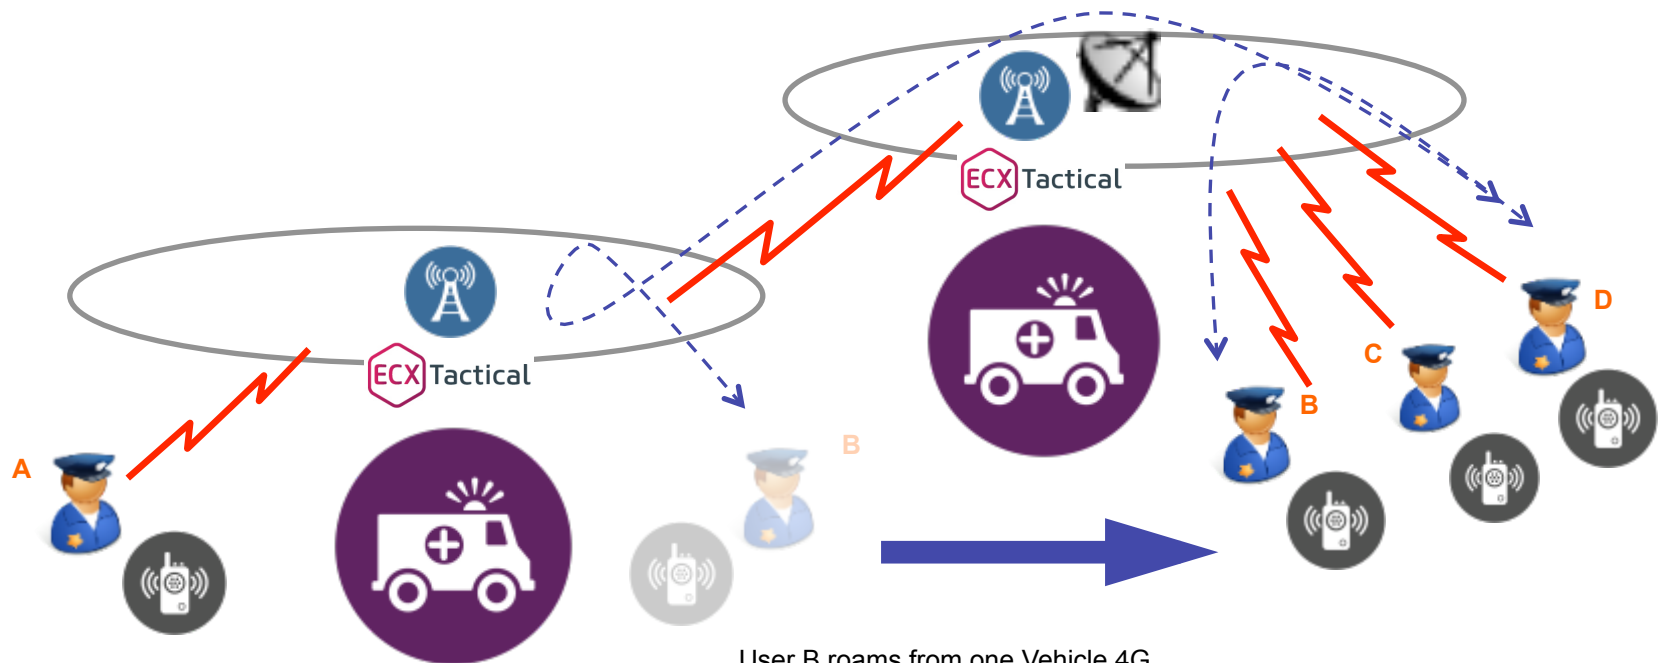 ECX Tactical
ECX Tactical
A
B
B
C
D
User B roams from one Vehicle 4G